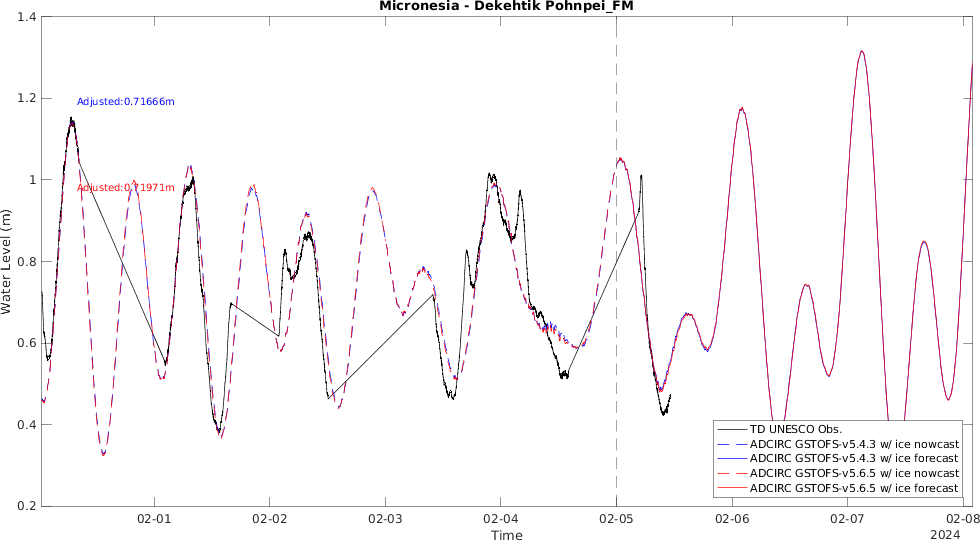 Micronesia - Dekehtik Pohnpei_FM
Water Level (m)
1.4
1.2
1
0.8
0.6
0.4
0.2
Adjusted:0.71666m
Adjusted:0.71971m
TD UNESCO Obs.
ADCIRC GSTOFS-v5.4.3 w/ ice nowcast
ADCIRC GSTOFS-v5.4.3 w/ ice forecast
ADCIRC GSTOFS-v5.6.5 w/ ice nowcast
ADCIRC GSTOFS-v5.6.5 w/ ice forecast
02-01 02-02 02-03 02-04 02-05 02-06 02-07 02-08
Time
2024